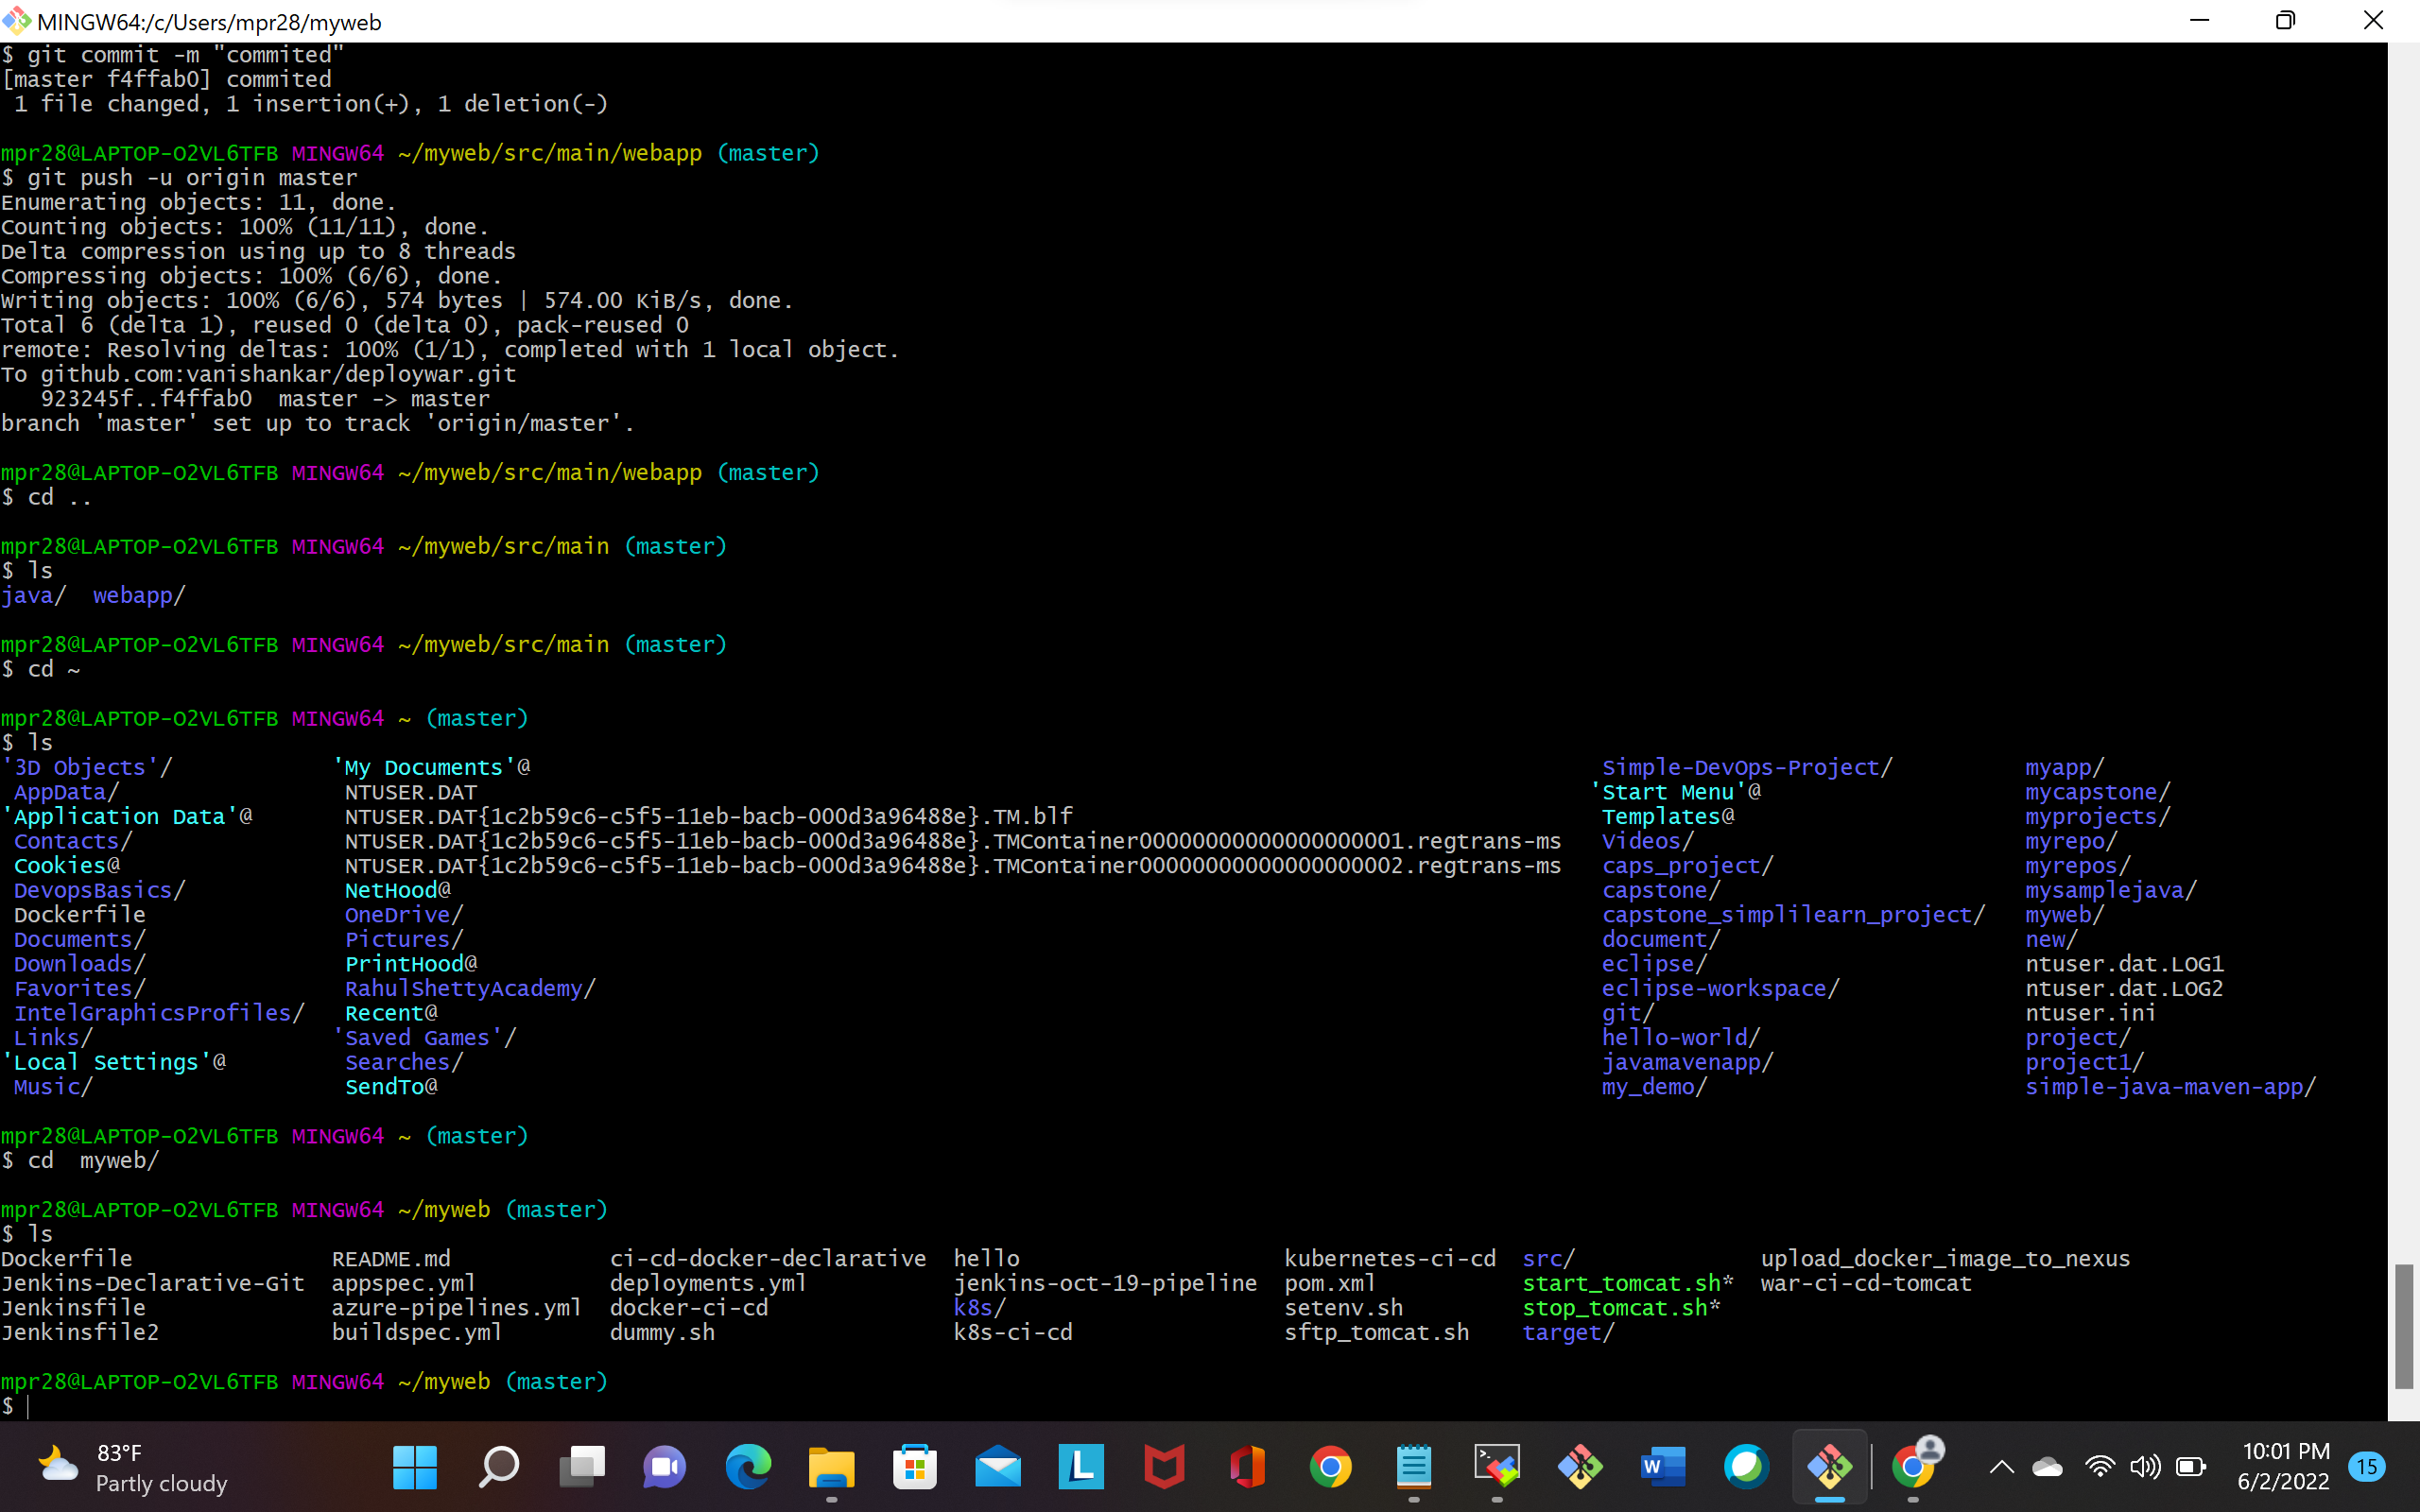 MINGW64:/c/Users/mpr28/myweb
$ git commit -m "commited"
[master f4ffab0] commited
 1 file changed, 1 insertion(+), 1 deletion(-)
mpr28@LAPTOP-O2VL6TFB MINGW64 ~/myweb/src/main/webapp (master)
$ git push -u origin master
Enumerating objects: 11, done.
Counting objects: 100% (11/11), done.
Delta compression using up to 8 threads
Compressing objects: 100% (6/6), done.
Writing objects: 100% (6/6), 574 bytes | 574.00 KiB/s, done.
Total 6 (delta 1), reused 0 (delta 0), pack-reused 0
remote: Resolving deltas: 100% (1/1), completed with 1 local object.
To github.com:vanishankar/deploywar.git
   923245f..f4ffab0  master -> master
branch 'master' set up to track 'origin/master'.
mpr28@LAPTOP-O2VL6TFB MINGW64 ~/myweb/src/main/webapp (master)
$ cd ..
mpr28@LAPTOP-O2VL6TFB MINGW64 ~/myweb/src/main (master)
$ ls
java/  webapp/
mpr28@LAPTOP-O2VL6TFB MINGW64 ~/myweb/src/main (master)
$ cd ~
mpr28@LAPTOP-O2VL6TFB MINGW64 ~ (master)
$ ls
'3D Objects'/ 'My Documents'@ Simple-DevOps-Project/ myapp/
AppData/ NTUSER.DAT 'Start Menu'@ mycapstone/
'Application Data'@ NTUSER.DAT{1c2b59c6-c5f5-11eb-bacb-000d3a96488e}.TM.blf Templates@ myprojects/
Contacts/ NTUSER.DAT{1c2b59c6-c5f5-11eb-bacb-000d3a96488e}.TMContainer00000000000000000001.regtrans-ms Videos/ myrepo/
Cookies@ NTUSER.DAT{1c2b59c6-c5f5-11eb-bacb-000d3a96488e}.TMContainer00000000000000000002.regtrans-ms caps_project/ myrepos/
DevopsBasics/ NetHood@ capstone/ mysamplejava/
Dockerfile OneDrive/ capstone_simplilearn_project/ myweb/
Documents/ Pictures/ document/ new/
Downloads/ PrintHood@ eclipse/ ntuser.dat.LOG1
Favorites/ RahulShettyAcademy/ eclipse-workspace/ ntuser.dat.LOG2
IntelGraphicsProfiles/ Recent@ git/ ntuser.ini
Links/ 'Saved Games'/ hello-world/ project/
'Local Settings'@ Searches/ javamavenapp/ project1/
Music/ SendTo@ my_demo/ simple-java-maven-app/
mpr28@LAPTOP-O2VL6TFB MINGW64 ~ (master)
$ cd  myweb/
mpr28@LAPTOP-O2VL6TFB MINGW64 ~/myweb (master)
$ ls
Dockerfile README.md ci-cd-docker-declarative hello kubernetes-ci-cd src/ upload_docker_image_to_nexus
Jenkins-Declarative-Git appspec.yml deployments.yml jenkins-oct-19-pipeline pom.xml start_tomcat.sh* war-ci-cd-tomcat
Jenkinsfile azure-pipelines.yml docker-ci-cd k8s/ setenv.sh stop_tomcat.sh*
Jenkinsfile2 buildspec.yml dummy.sh k8s-ci-cd sftp_tomcat.sh target/
mpr28@LAPTOP-O2VL6TFB MINGW64 ~/myweb (master)
$
83°F
Partly cloudy
L
W
10:01 PM
6/2/2022
15